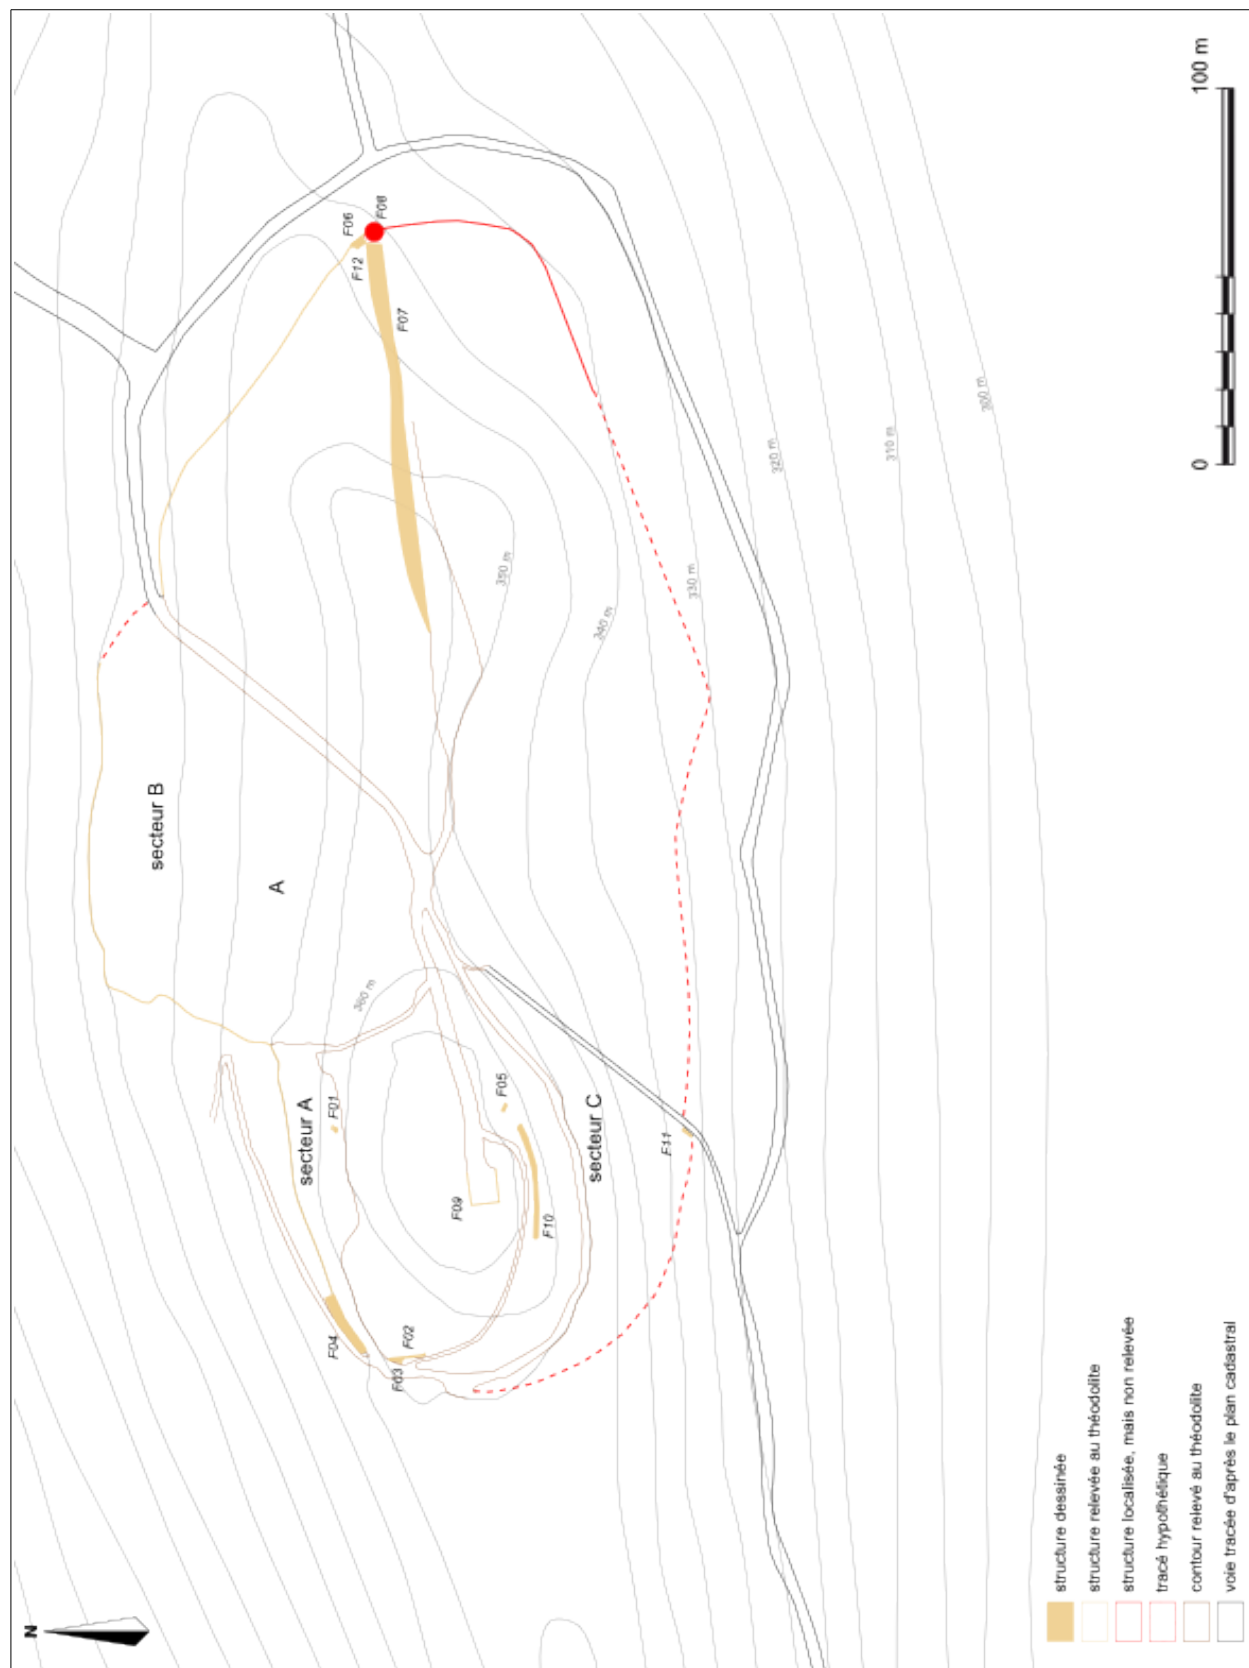 secteur B
A
F06
F08
F12
F07
350 m
340 m
330 m
320 m
310 m
300 m
360 m
secteur A
F01
F05
secteur C
F11
F09
F10
F04
F02
F03
N
structure dessinée
structure relevée au théodolite
structure localisée, mais non relevée
tracé hypothétique
contour relevé au théodolite
voie tracée d'après le plan cadastral
0
100 m